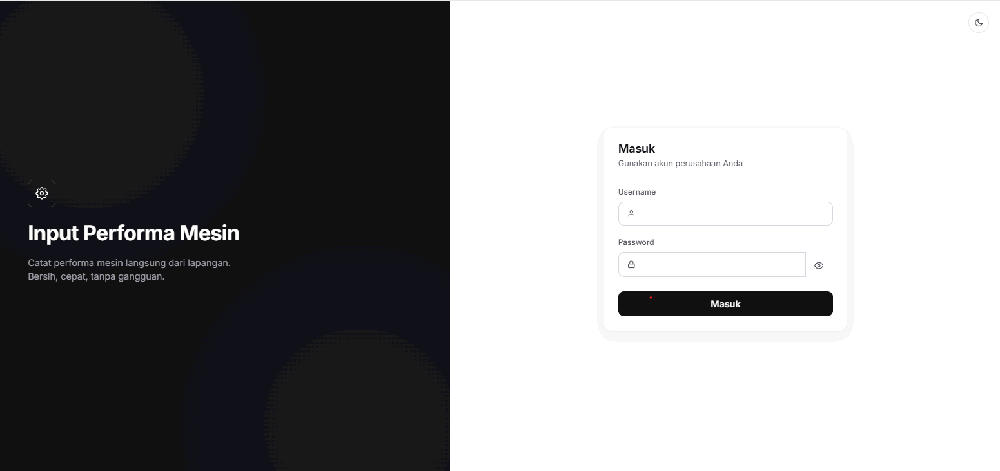 Input Performa Mesin
Catat performa mesin langsung dari lapangan.
Bersih, cepat, tanpa gangguan.
Masuk
Gunakan akun perusahaan Anda
Username
Password
Masuk